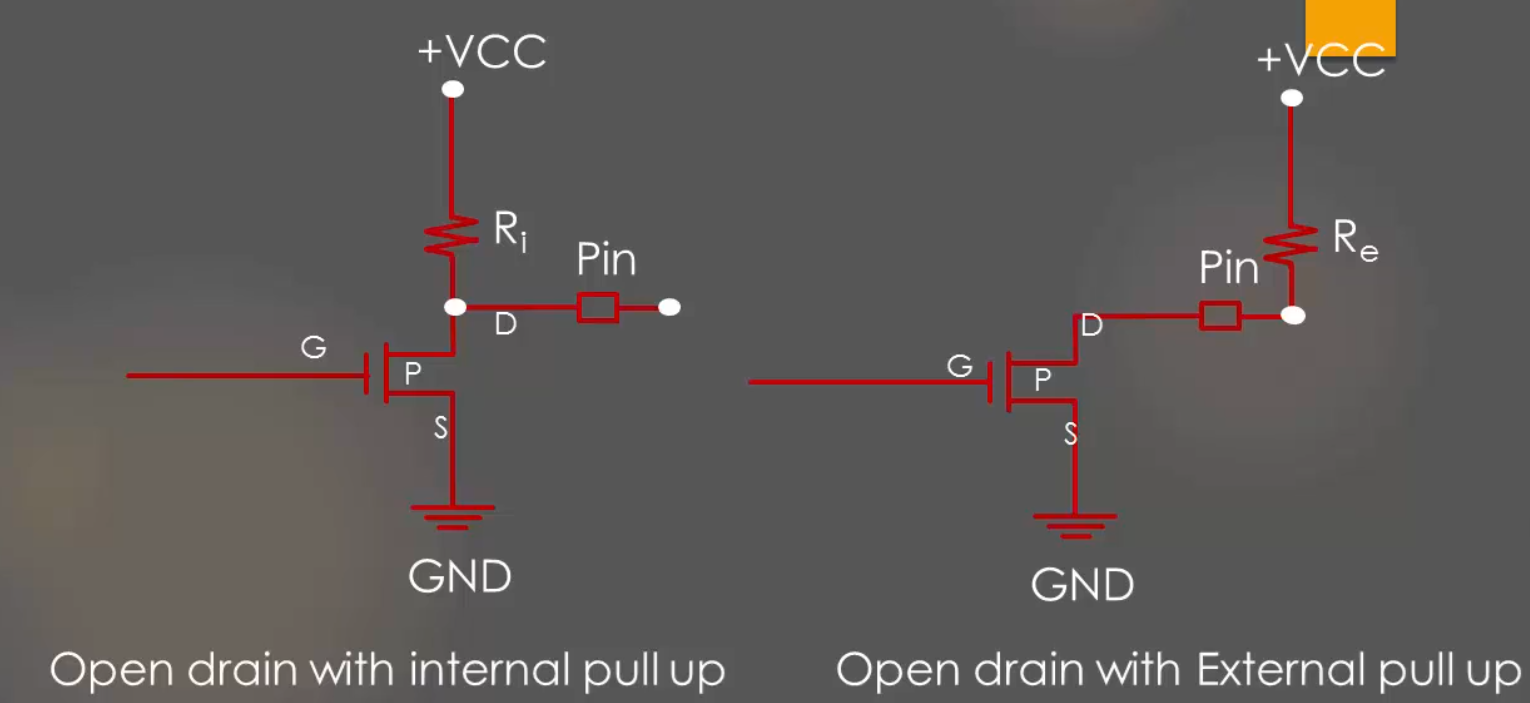 +VCC
R_i
Pin
D
G
P
S
GND
Open drain with internal pull up
+VCC
R_e
Pin
D
G
P
S
GND
Open drain with External pull up